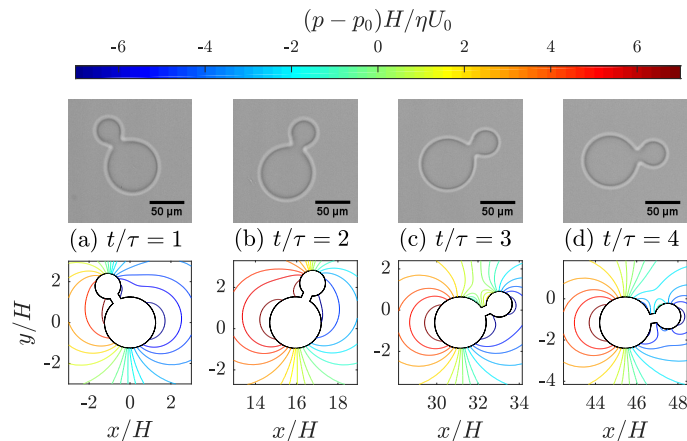 (p − p₀)H/ηU₀
-6 -4 -2 0 2 4 6
50 µm 50 µm 50 µm 50 µm
(a) t/τ = 1 (b) t/τ = 2 (c) t/τ = 3 (d) t/τ = 4
y/H
2 0 -2
2 0 -2
2 0 -2
0 -2 -4
-2 0 2 14 16 18 30 32 34 44 46 48
x/H x/H x/H x/H